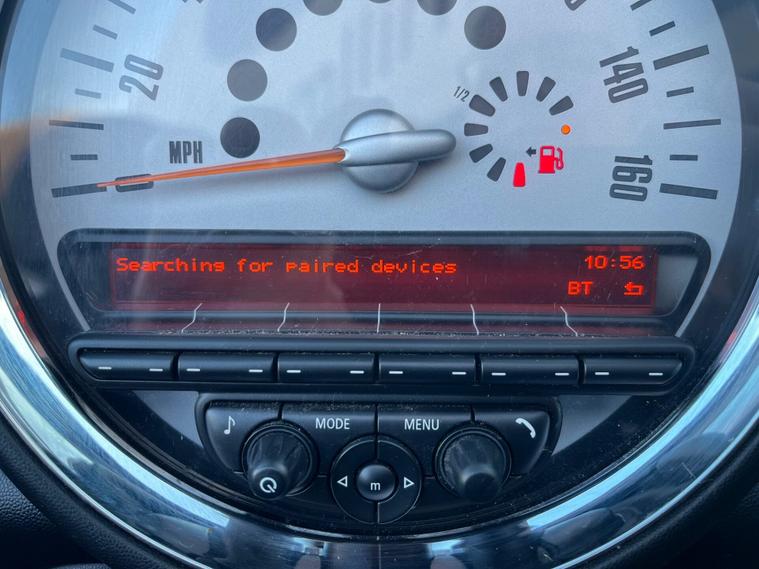 20
140
160
MPH
1/2
Searching for paired devices
10:56
BT
MODE
MENU
m